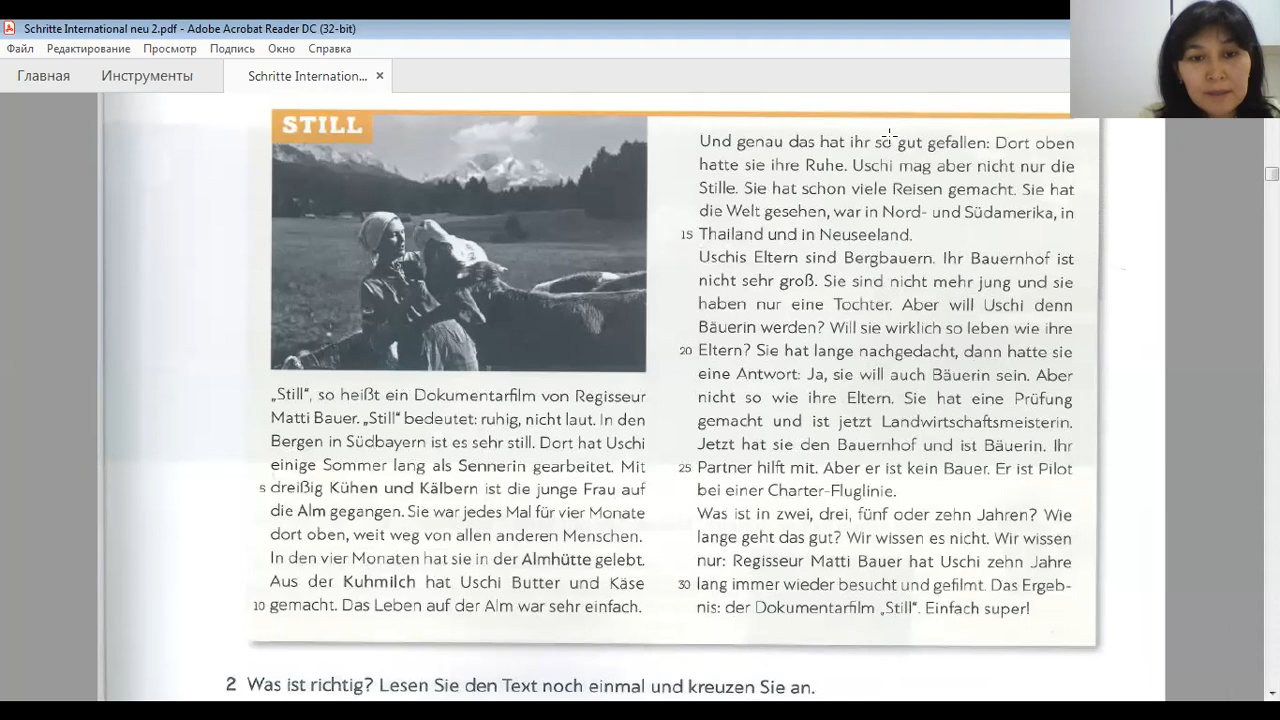 Schritte International neu 2.pdf - Adobe Acrobat Reader DC (32-bit)
Файл Редактирование Просмотр Подпись Окно Справка
Главная Инструменты Schritte Internation... ×
STILL
„Still“, so heißt ein Dokumentarfilm von Regisseur
Matti Bauer. „Still“ bedeutet: ruhig, nicht laut. In den
Bergen in Südbayern ist es sehr still. Dort hat Uschi
einige Sommer lang als Sennerin gearbeitet. Mit
5 dreißig Kühen und Kälbern ist die junge Frau auf
die Alm gegangen. Sie war jedes Mal für vier Monate
dort oben, weit weg von allen anderen Menschen.
In den vier Monaten hat sie in der Almhütte gelebt.
Aus der Kuhmilch hat Uschi Butter und Käse
10 gemacht. Das Leben auf der Alm war sehr einfach.
Und genau das hat ihr so gut gefallen: Dort oben
hatte sie ihre Ruhe. Uschi mag aber nicht nur die
Stille. Sie hat schon viele Reisen gemacht. Sie hat
die Welt gesehen, war in Nord- und Südamerika, in
15 Thailand und in Neuseeland.
Uschis Eltern sind Bergbauern. Ihr Bauernhof ist
nicht sehr groß. Sie sind nicht mehr jung und sie
haben nur eine Tochter. Aber will Uschi denn
Bäuerin werden? Will sie wirklich so leben wie ihre
20 Eltern? Sie hat lange nachgedacht, dann hatte sie
eine Antwort: Ja, sie will auch Bäuerin sein. Aber
nicht so wie ihre Eltern. Sie hat eine Prüfung
gemacht und ist jetzt Landwirtschaftsmeisterin.
Jetzt hat sie den Bauernhof und ist Bäuerin. Ihr
25 Partner hilft mit. Aber er ist kein Bauer. Er ist Pilot
bei einer Charter-Fluglinie.
Was ist in zwei, drei, fünf oder zehn Jahren? Wie
lange geht das gut? Wir wissen es nicht. Wir wissen
nur: Regisseur Matti Bauer hat Uschi zehn Jahre
30 lang immer wieder besucht und gefilmt. Das Ergeb-
nis: der Dokumentarfilm „Still“. Einfach super!
2 Was ist richtig? Lesen Sie den Text noch einmal und kreuzen Sie an.